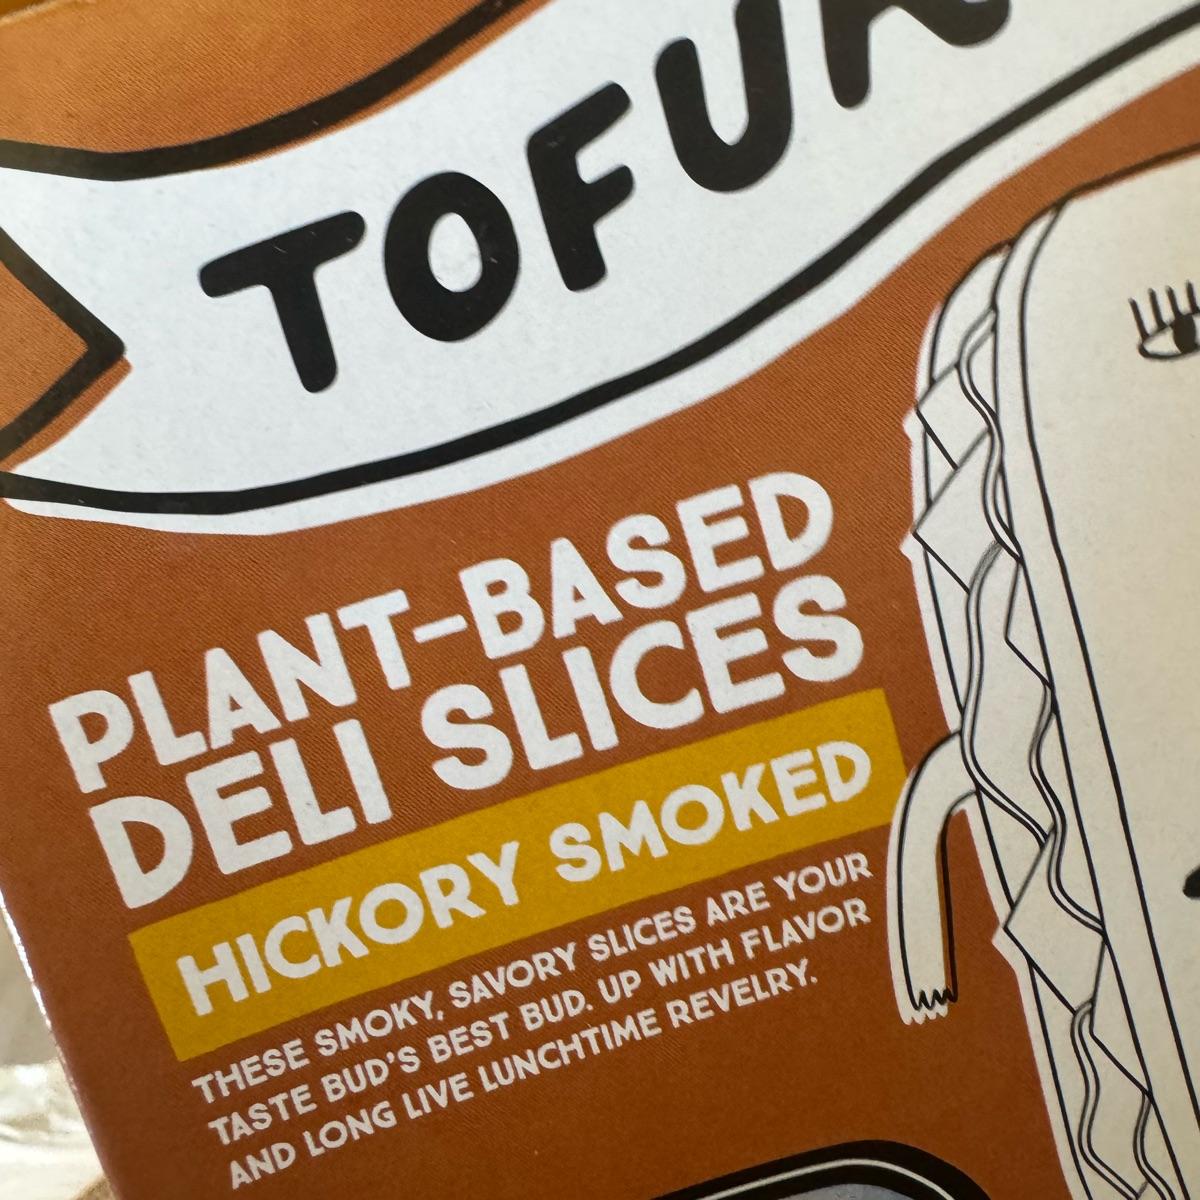 TOFUR
PLANT-BASED
DELI SLICES
HICKORY SMOKED
THESE SMOKY, SAVORY SLICES ARE YOUR
TASTE BUD'S BEST BUD. UP WITH FLAVOR
AND LONG LIVE LUNCHTIME REVELRY.